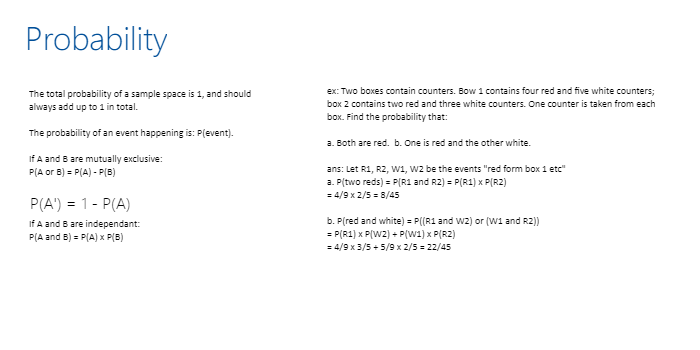 Probability
The total probability of a sample space is 1, and should
always add up to 1 in total.
The probability of an event happening is: P(event).
If A and B are mutually exclusive:
P(A or B) = P(A) - P(B)
P(A') = 1 - P(A)
If A and B are independant:
P(A and B) = P(A) x P(B)
ex: Two boxes contain counters. Bow 1 contains four red and five white counters;
box 2 contains two red and three white counters. One counter is taken from each
box. Find the probability that:
a. Both are red.  b. One is red and the other white.
ans: Let R1, R2, W1, W2 be the events "red form box 1 etc"
a. P(two reds) = P(R1 and R2) = P(R1) x P(R2)
= 4/9 x 2/5 = 8/45
b. P(red and white) = P((R1 and W2) or (W1 and R2))
= P(R1) x P(W2) + P(W1) x P(R2)
= 4/9 x 3/5 + 5/9 x 2/5 = 22/45